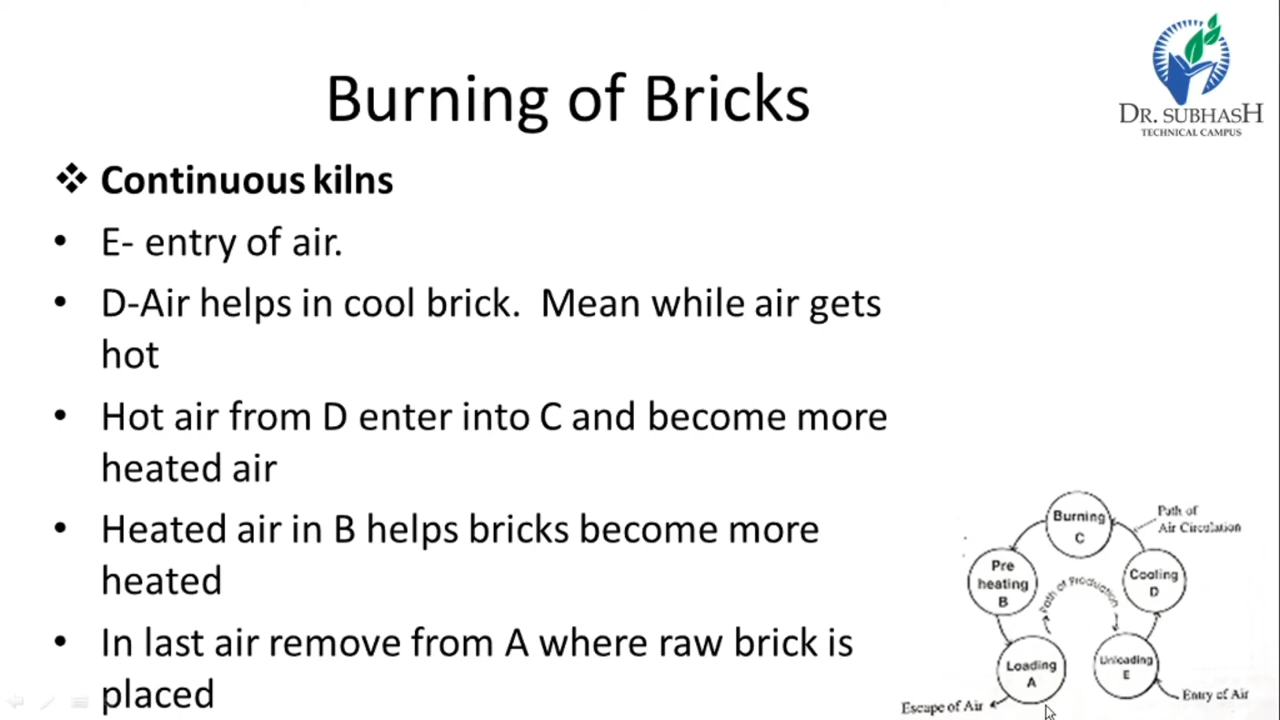 Burning of Bricks
DR. SUBHASH
TECHNICAL CAMPUS
❖ Continuous kilns
• E- entry of air.
• D-Air helps in cool brick.  Mean while air gets
hot
• Hot air from D enter into C and become more
heated air
• Heated air in B helps bricks become more
heated
• In last air remove from A where raw brick is
placed
Burning
C
Path of
Air Circulation
Pre
heating
B
Cooling
D
Path of Production
Loading
A
Unloading
E
Escape of Air
Entry of Air